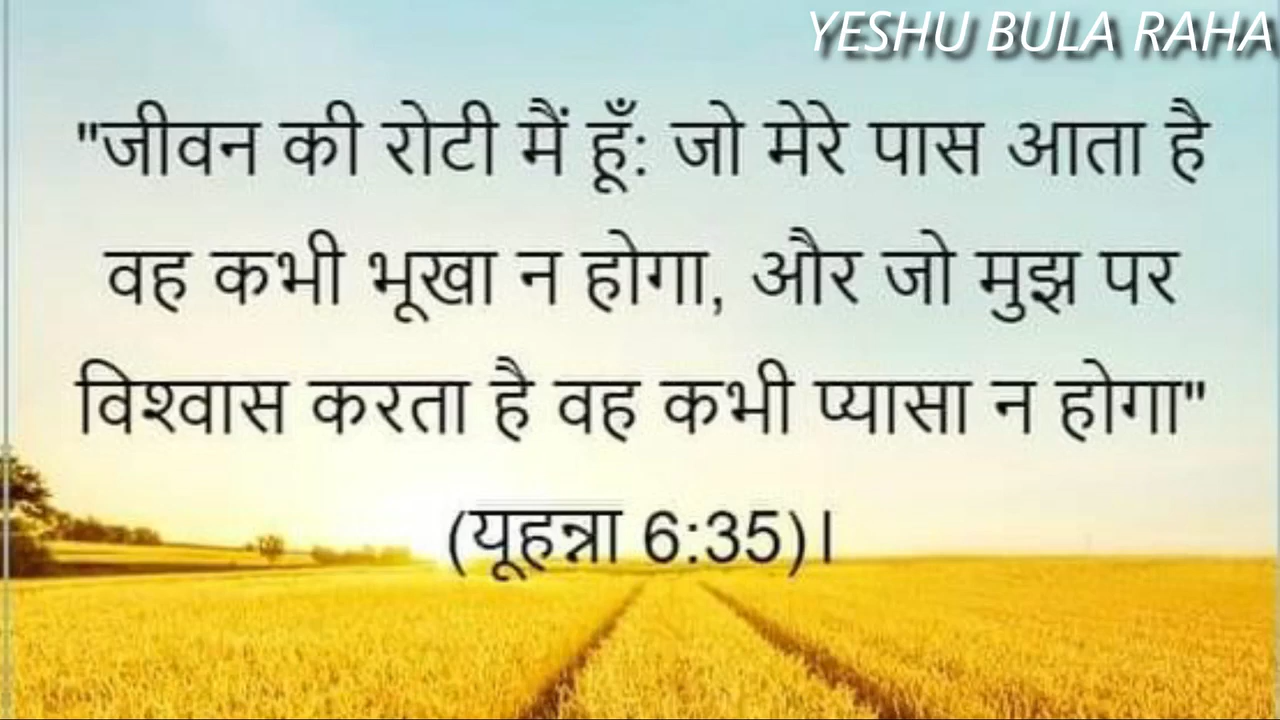 YESHU BULA RAHA
"जीवन की रोटी मैं हूँ: जो मेरे पास आता है
वह कभी भूखा न होगा, और जो मुझ पर
विश्वास करता है वह कभी प्यासा न होगा"
(यूहन्ना 6:35)।